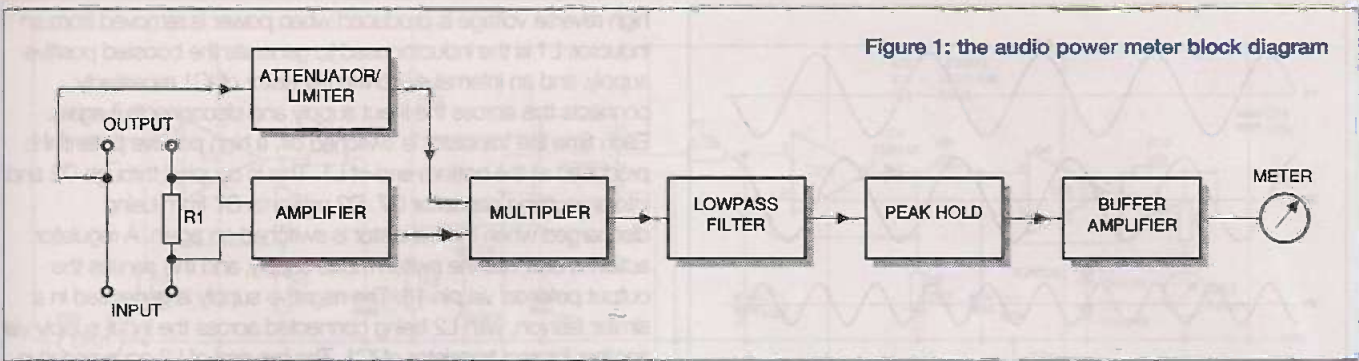 Figure 1: the audio power meter block diagram
ATTENUATOR/
LIMITER
OUTPUT
R1
INPUT
AMPLIFIER
MULTIPLIER
LOWPASS
FILTER
PEAK HOLD
BUFFER
AMPLIFIER
METER